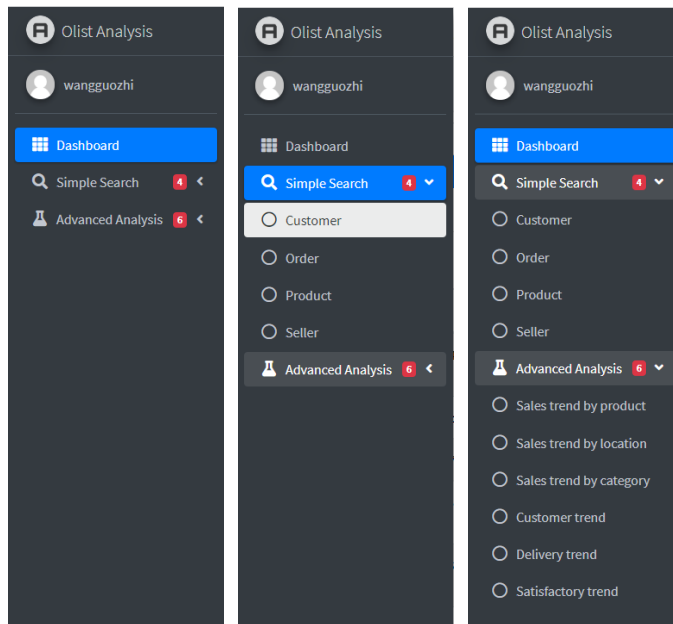 Olist Analysis
wangguozhi
Dashboard
Simple Search 4
Advanced Analysis 6
Olist Analysis
wangguozhi
Dashboard
Simple Search 4
Customer
Order
Product
Seller
Advanced Analysis 6
Olist Analysis
wangguozhi
Dashboard
Simple Search 4
Customer
Order
Product
Seller
Advanced Analysis 6
Sales trend by product
Sales trend by location
Sales trend by category
Customer trend
Delivery trend
Satisfactory trend